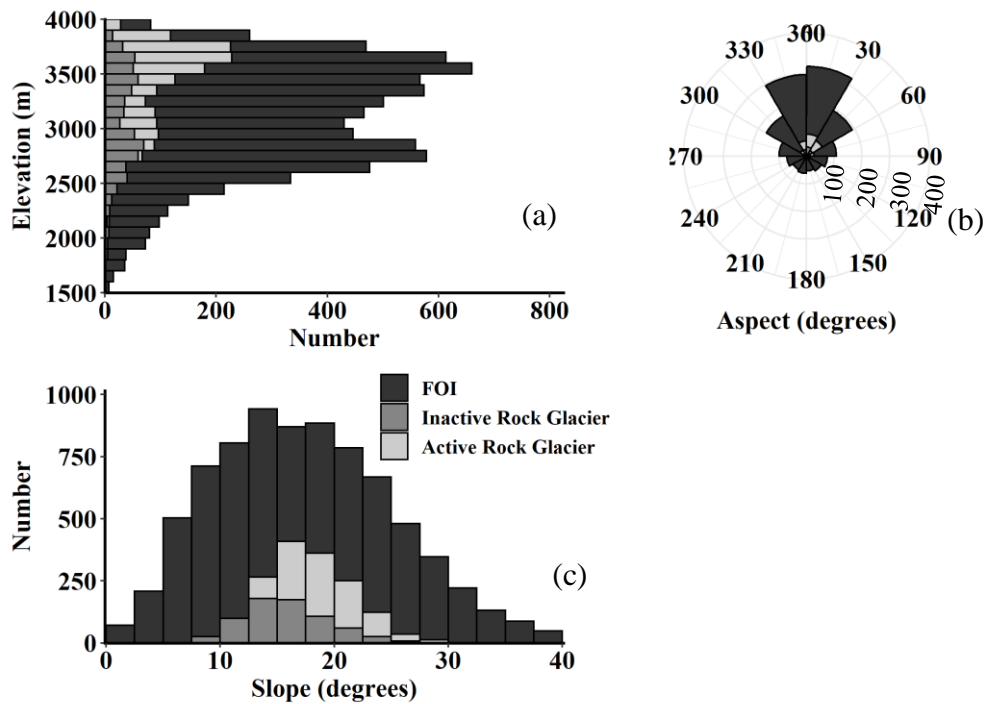 4000
3500
3000
2500
2000
1500
Elevation (m)
0 200 400 600 800
Number
(a)
360
30
60
90
120
150
180
210
240
270
300
330
100
200
300
400
(b)
Aspect (degrees)
1000
750
500
250
0
Number
0 10 20 30 40
Slope (degrees)
FOI
Inactive Rock Glacier
Active Rock Glacier
(c)